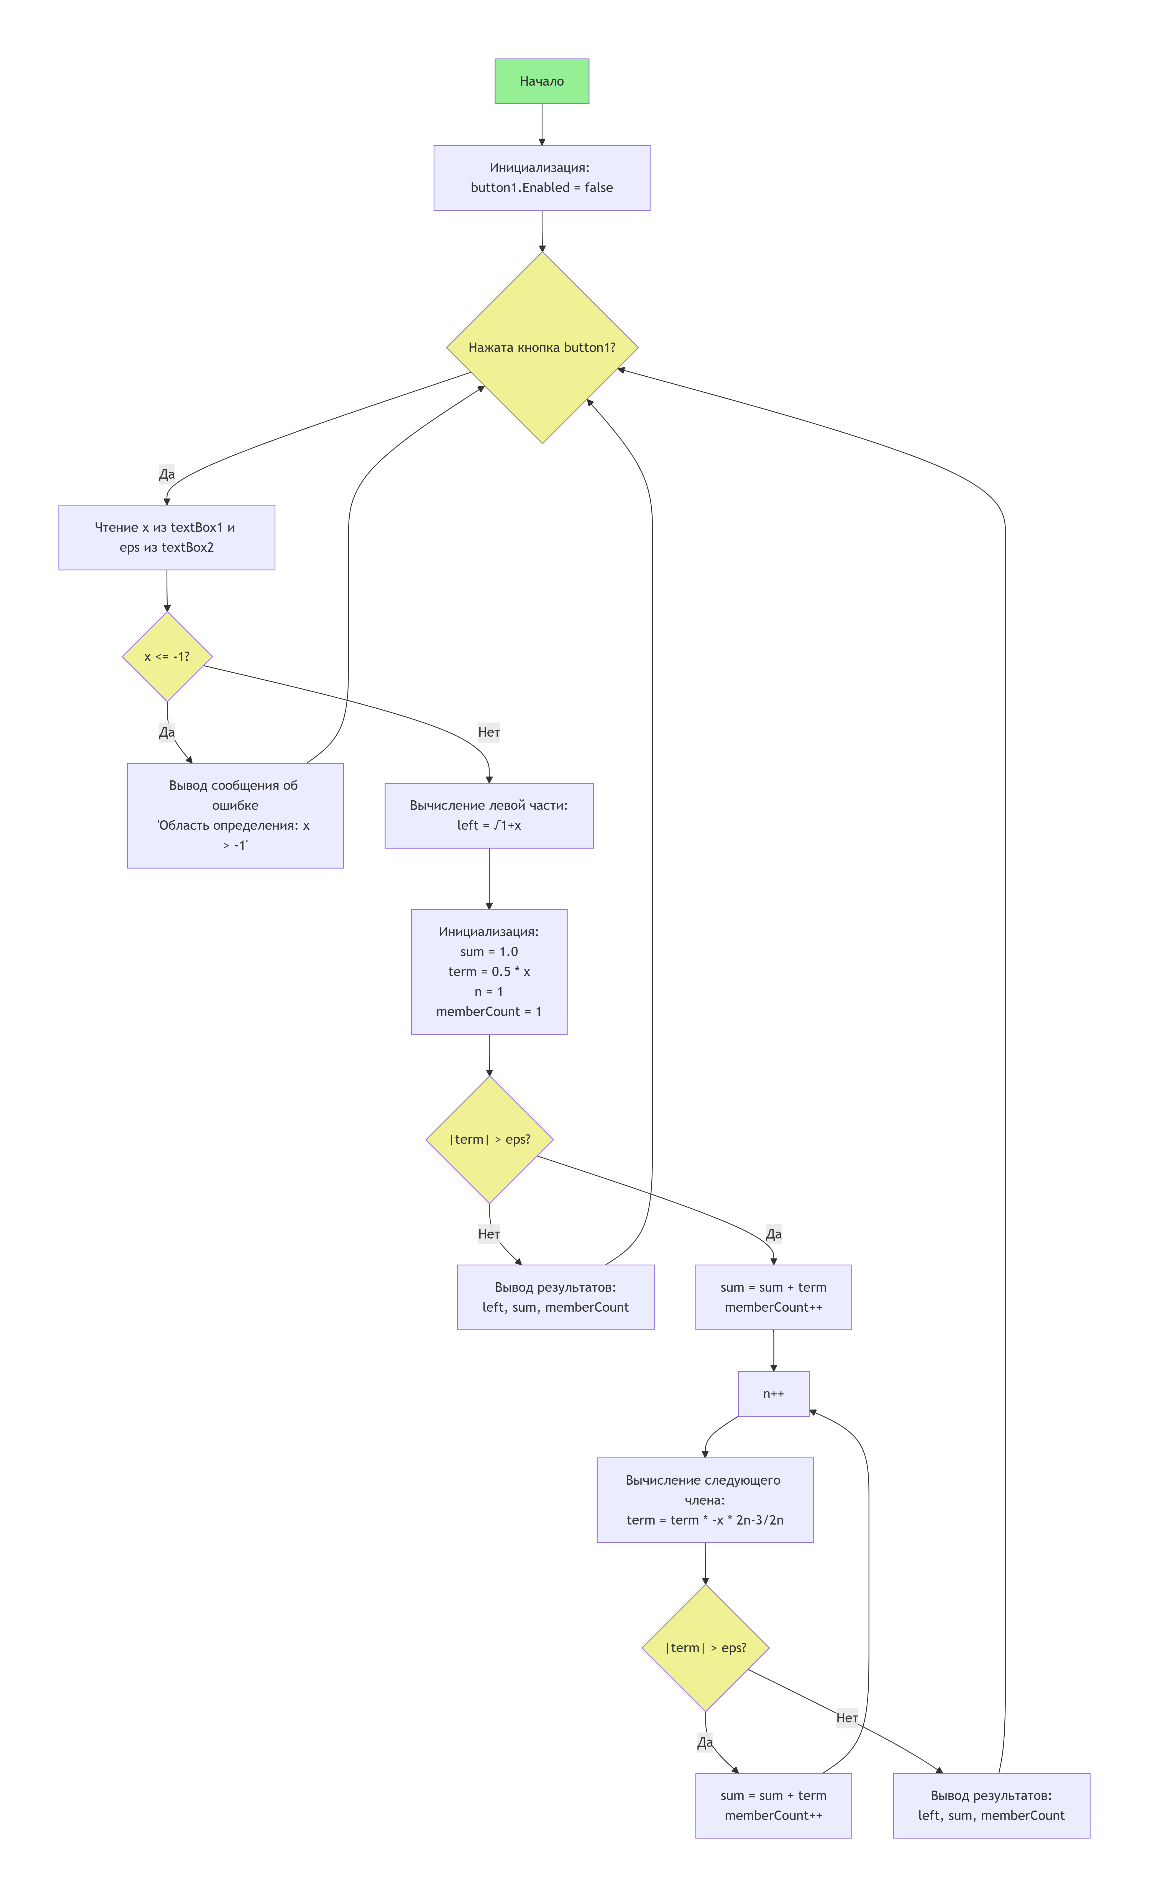 Начало
Инициализация:
button1.Enabled = false
Нажата кнопка button1?
Да
Чтение x из textBox1 и
eps из textBox2
x <= -1?
Да
Нет
Вывод сообщения об
ошибке
'Область определения: x
> -1'
Вычисление левой части:
left = √1+x
Инициализация:
sum = 1.0
term = 0.5 * x
n = 1
memberCount = 1
|term| > eps?
Нет
Да
Вывод результатов:
left, sum, memberCount
sum = sum + term
memberCount++
n++
Вычисление следующего
члена:
term = term * -x * 2n-3/2n
|term| > eps?
Нет
Да
sum = sum + term
memberCount++
Вывод результатов:
left, sum, memberCount